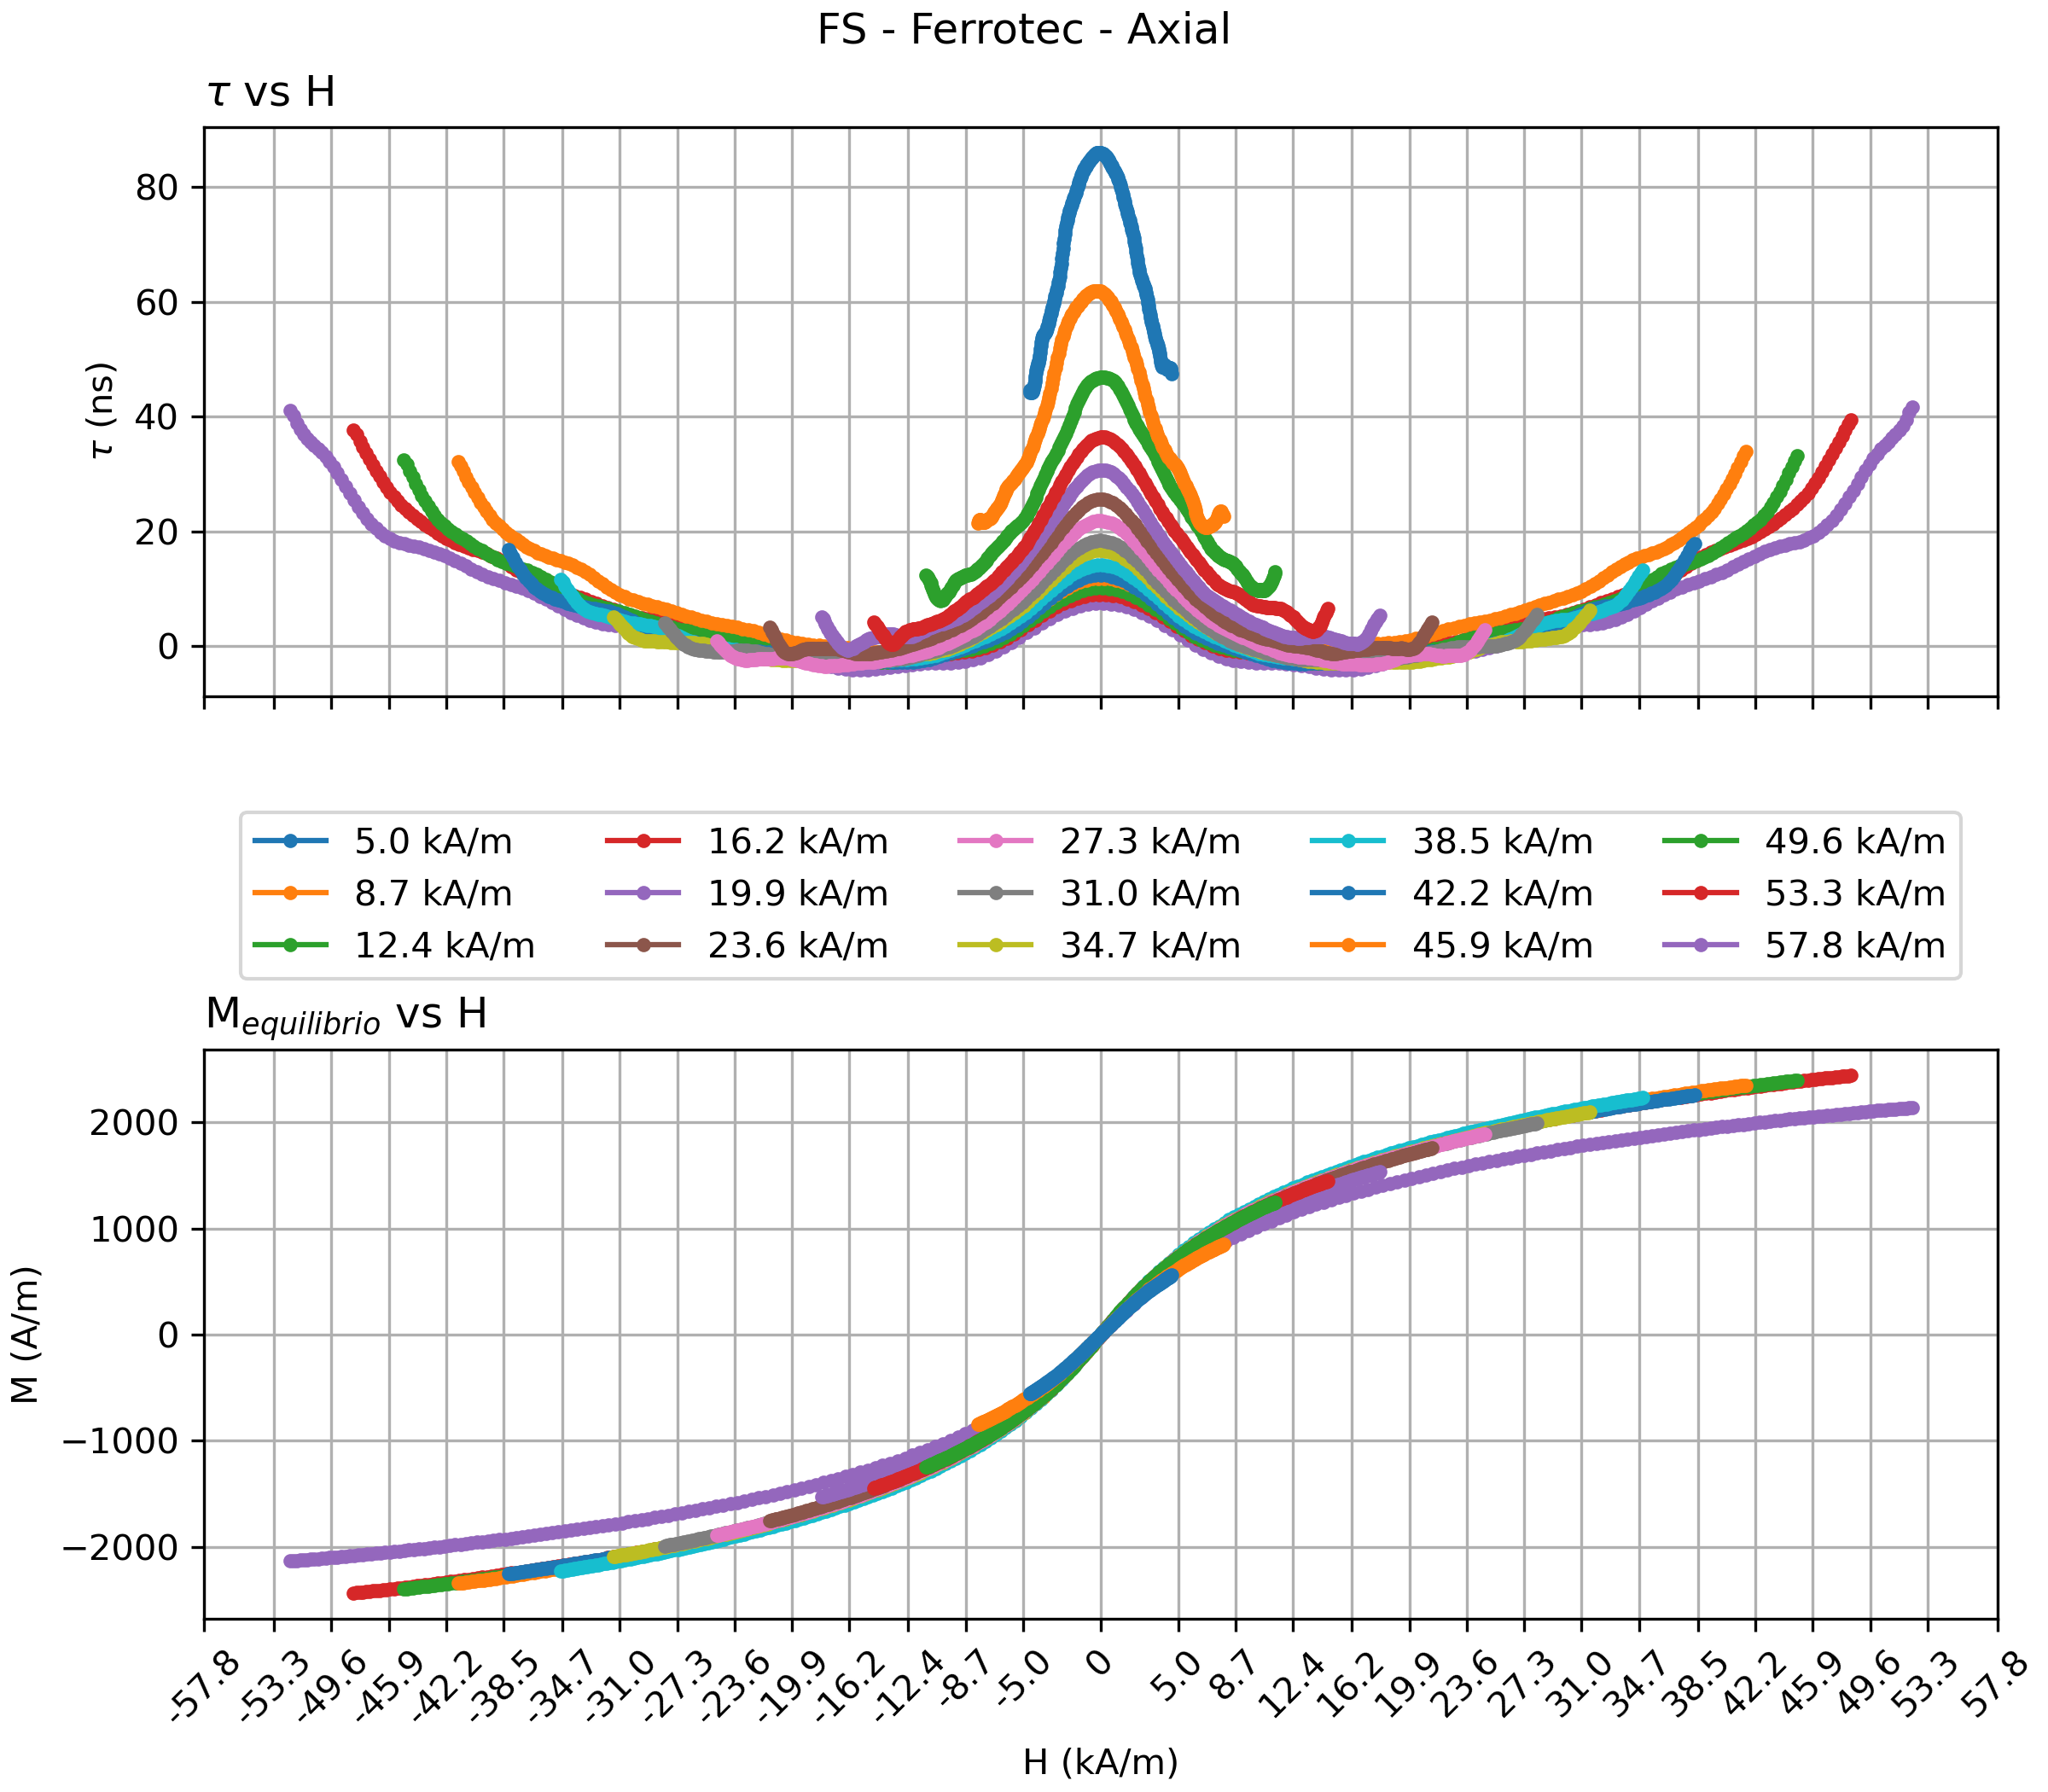 FS - Ferrotec - Axial
τ vs H
80
60
40
20
0
τ (ns)
5.0 kA/m 16.2 kA/m 27.3 kA/m 38.5 kA/m 49.6 kA/m
8.7 kA/m 19.9 kA/m 31.0 kA/m 42.2 kA/m 53.3 kA/m
12.4 kA/m 23.6 kA/m 34.7 kA/m 45.9 kA/m 57.8 kA/m
Mequilibrio vs H
2000
1000
0
−1000
−2000
M (A/m)
-57.8 -53.3 -49.6 -45.9 -42.2 -38.5 -34.7 -31.0 -27.3 -23.6 -19.9 -16.2 -12.4 -8.7 -5.0 0 5.0 8.7 12.4 16.2 19.9 23.6 27.3 31.0 34.7 38.5 42.2 45.9 49.6 53.3 57.8
H (kA/m)